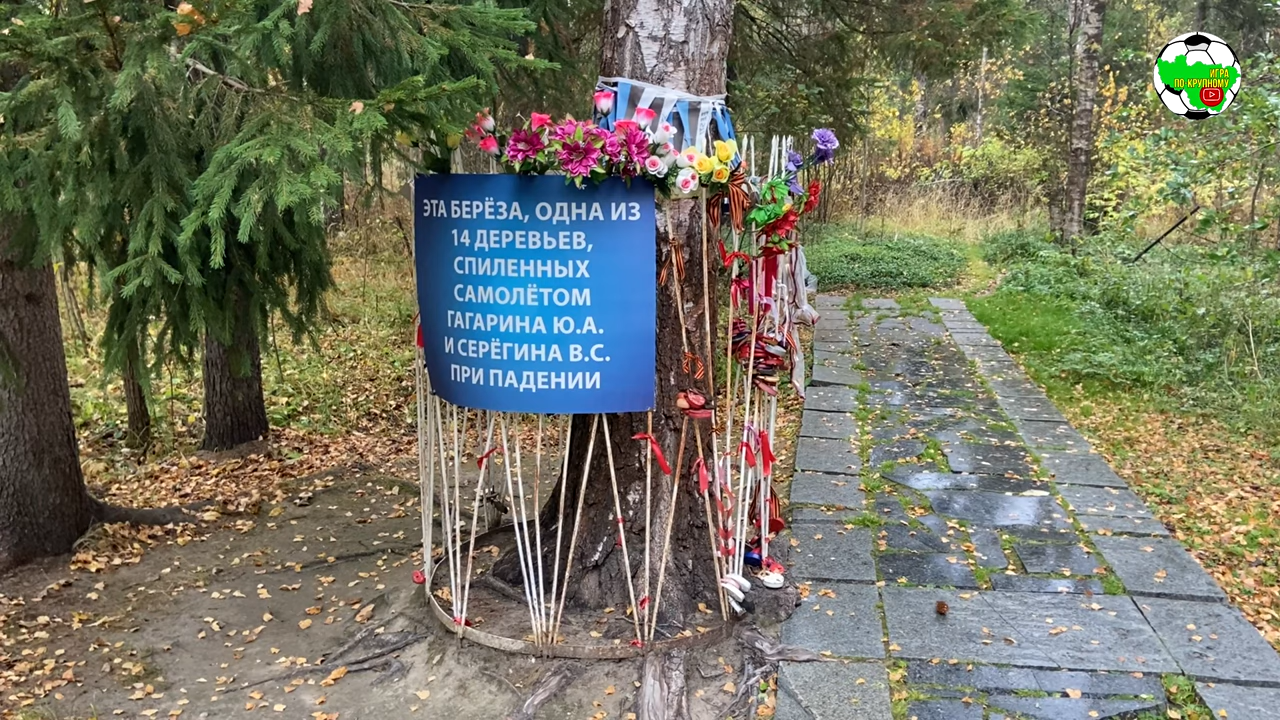 ИГРА
ПО КРУПНОМУ
ЭТА БЕРЁЗА, ОДНА ИЗ
14 ДЕРЕВЬЕВ,
СПИЛЕННЫХ
САМОЛЁТОМ
ГАГАРИНА Ю.А.
И СЕРЁГИНА В.С.
ПРИ ПАДЕНИИ